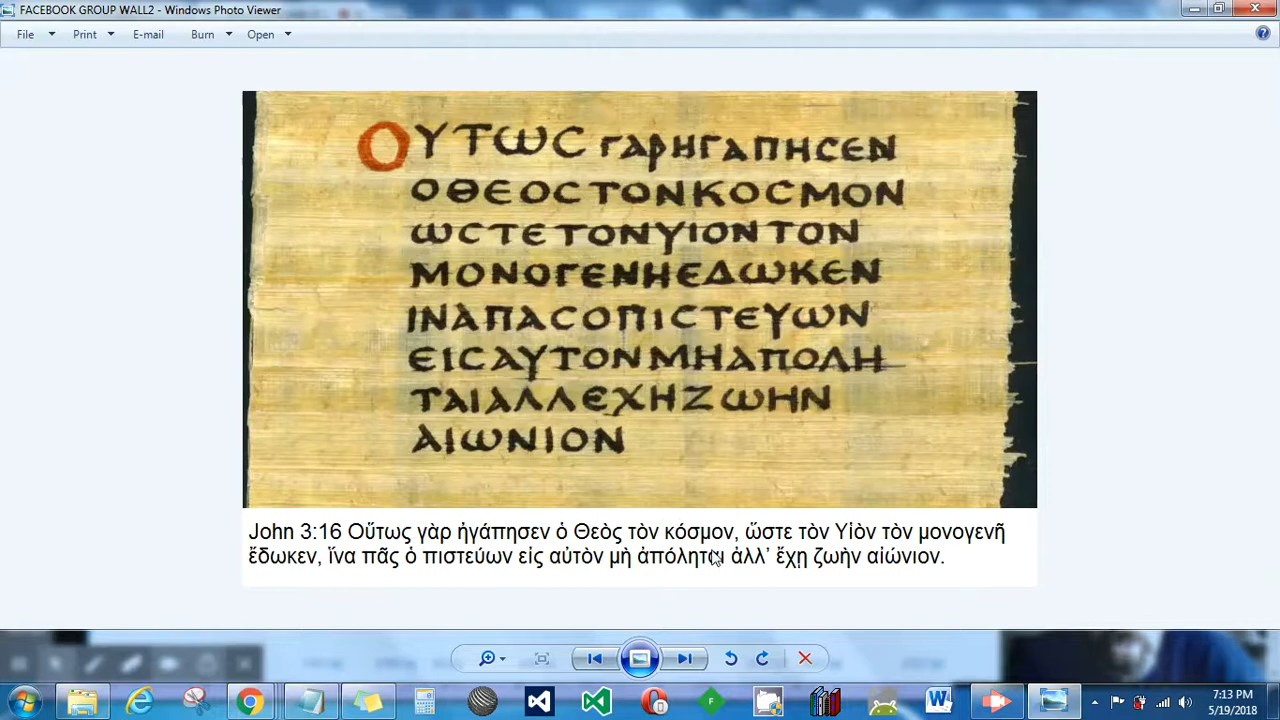 FACEBOOK GROUP WALL2 - Windows Photo Viewer
File Print E-mail Burn Open
ΟΥΤΩϹ ΓΑΡΗΓΑΠΗϹΕΝ
ΟΘΕΟϹΤΟΝΚΟϹΜΟΝ
ΩϹΤΕΤΟΝΥΙΟΝΤΟΝ
ΜΟΝΟΓΕΝΗΕΔΩΚΕΝ
ΙΝΑΠΑϹΟΠΙϹΤΕΥΩΝ
ΕΙϹΑΥΤΟΝΜΗΑΠΟΛΗ
ΤΑΙΑΛΛΕΧΗΖΩΗΝ
ΑΙΩΝΙΟΝ
John 3:16 Οὕτως γὰρ ἠγάπησεν ὁ Θεὸς τὸν κόσμον, ὥστε τὸν Υἱὸν τὸν μονογενῆ
ἔδωκεν, ἵνα πᾶς ὁ πιστεύων εἰς αὐτὸν μὴ ἀπόληται ἀλλ’ ἔχῃ ζωὴν αἰώνιον.
7:13 PM
5/19/2018